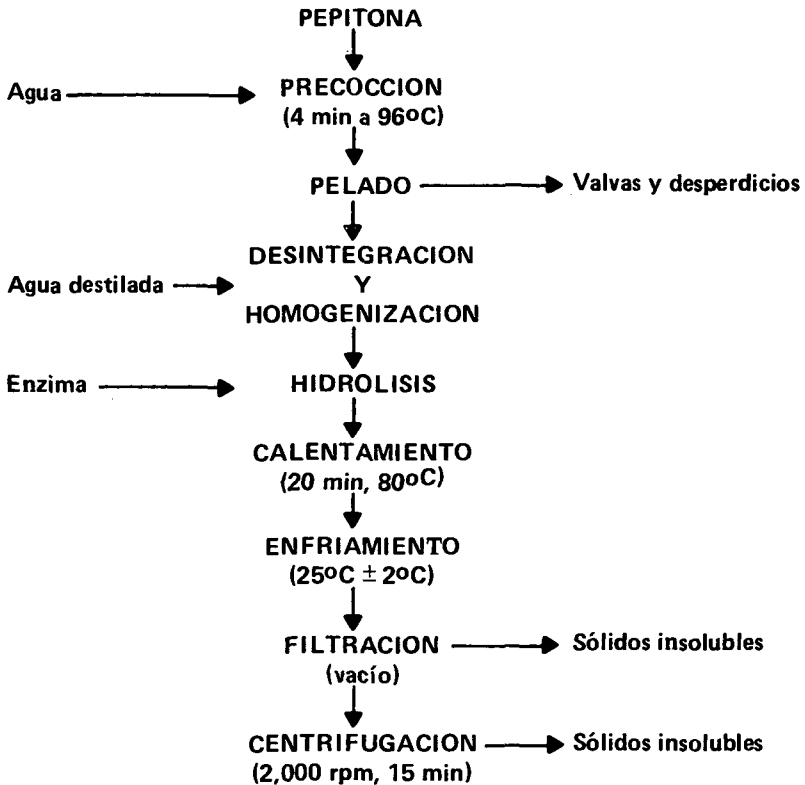 PEPITONA
Agua
PRECOCCION
(4 min a 96ºC)
PELADO
Valvas y desperdicios
DESINTEGRACION
Agua destilada
Y
HOMOGENIZACION
Enzima
HIDROLISIS
CALENTAMIENTO
(20 min, 80ºC)
ENFRIAMIENTO
(25ºC ± 2ºC)
FILTRACION
Sólidos insolubles
(vacío)
CENTRIFUGACION
Sólidos insolubles
(2,000 rpm, 15 min)